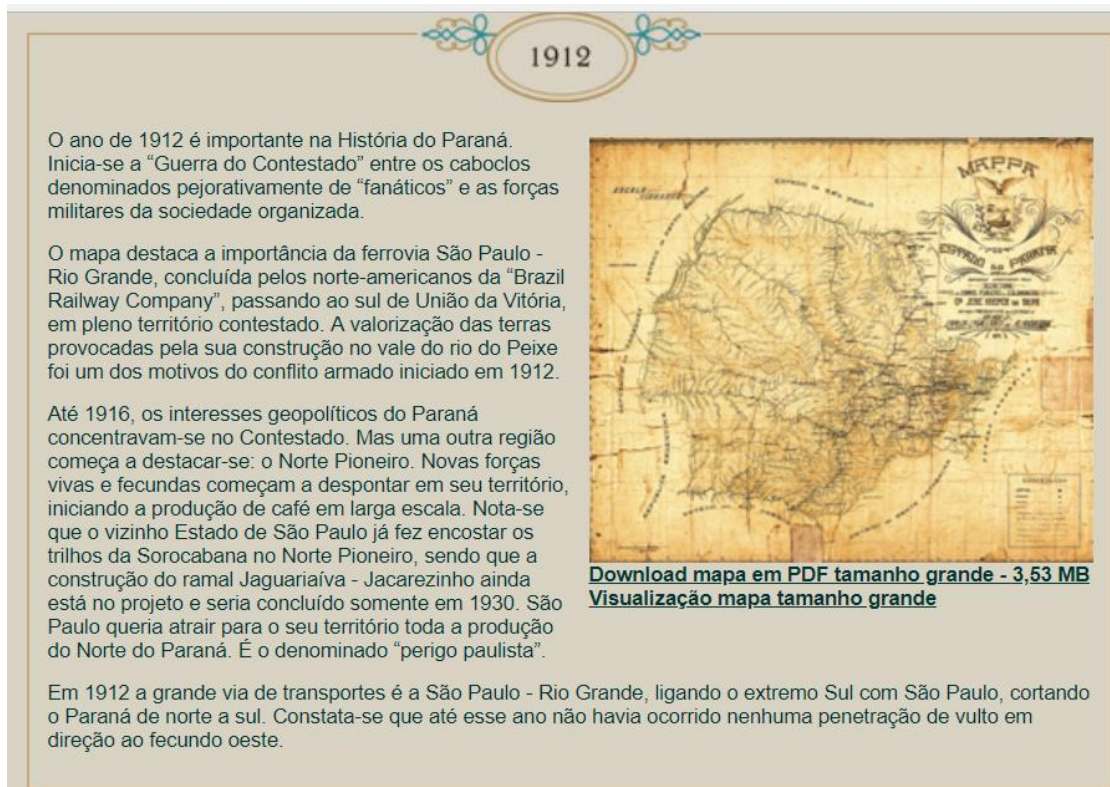 1912
O ano de 1912 é importante na História do Paraná.
Inicia-se a “Guerra do Contestado” entre os caboclos
denominados pejorativamente de “fanáticos” e as forças
militares da sociedade organizada.
O mapa destaca a importância da ferrovia São Paulo -
Rio Grande, concluída pelos norte-americanos da “Brazil
Railway Company”, passando ao sul de União da Vitória,
em pleno território contestado. A valorização das terras
provocadas pela sua construção no vale do rio do Peixe
foi um dos motivos do conflito armado iniciado em 1912.
Até 1916, os interesses geopolíticos do Paraná
concentravam-se no Contestado. Mas uma outra região
começa a destacar-se: o Norte Pioneiro. Novas forças
vivas e fecundas começam a despontar em seu território,
iniciando a produção de café em larga escala. Nota-se
que o vizinho Estado de São Paulo já fez encostar os
trilhos da Sorocabana no Norte Pioneiro, sendo que a
construção do ramal Jaguariaíva - Jacarezinho ainda
está no projeto e seria concluído somente em 1930. São
Paulo queria atrair para o seu território toda a produção
do Norte do Paraná. É o denominado “perigo paulista”.
MAPPA
ESTADO DO PARANÁ
Download mapa em PDF tamanho grande - 3,53 MB
Visualização mapa tamanho grande
Em 1912 a grande via de transportes é a São Paulo - Rio Grande, ligando o extremo Sul com São Paulo, cortando
o Paraná de norte a sul. Constata-se que até esse ano não havia ocorrido nenhuma penetração de vulto em
direção ao fecundo oeste.